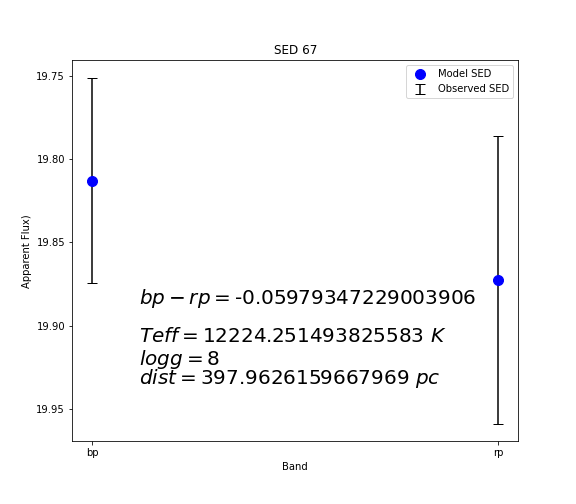 SED 67
19.75
19.80
19.85
19.90
19.95
Apparent Flux)
Model SED
Observed SED
bp − rp = -0.05979347229003906
Teff = 12224.251493825583 K
logg = 8
dist = 397.9626159667969 pc
bp
rp
Band